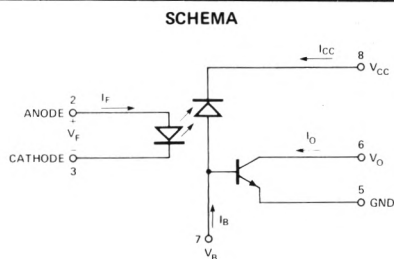 SCHEMA
ICC
8
VCC
2
IF
ANODE
+
VF
–
CATHODE
3
IO
6
VO
5
GND
IB
7
VB